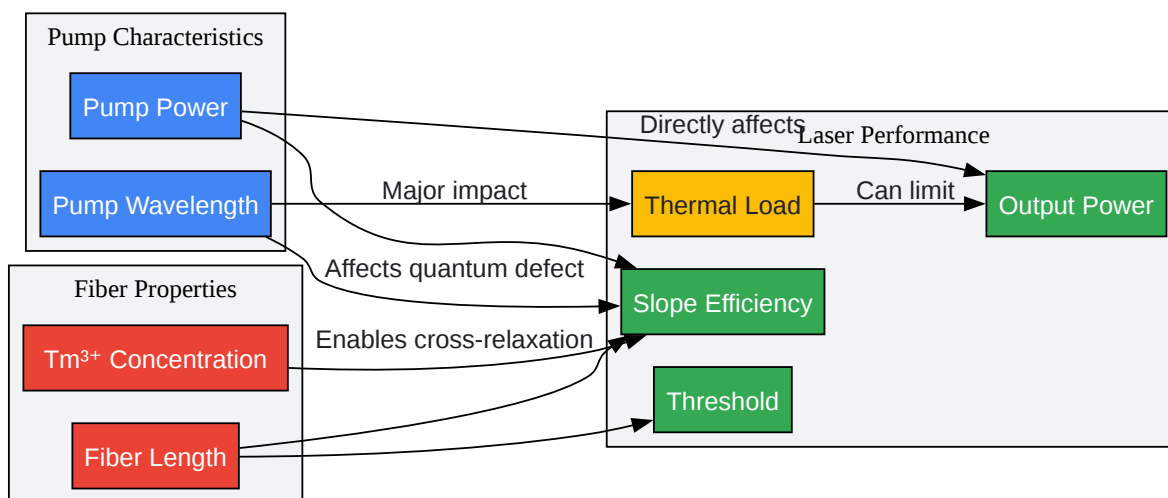 Pump Characteristics
Pump Power
Pump Wavelength
Fiber Properties
Tm³⁺ Concentration
Fiber Length
Directly affects
Major impact
Affects quantum defect
Enables cross-relaxation
Laser Performance
Thermal Load
Can limit
Output Power
Slope Efficiency
Threshold